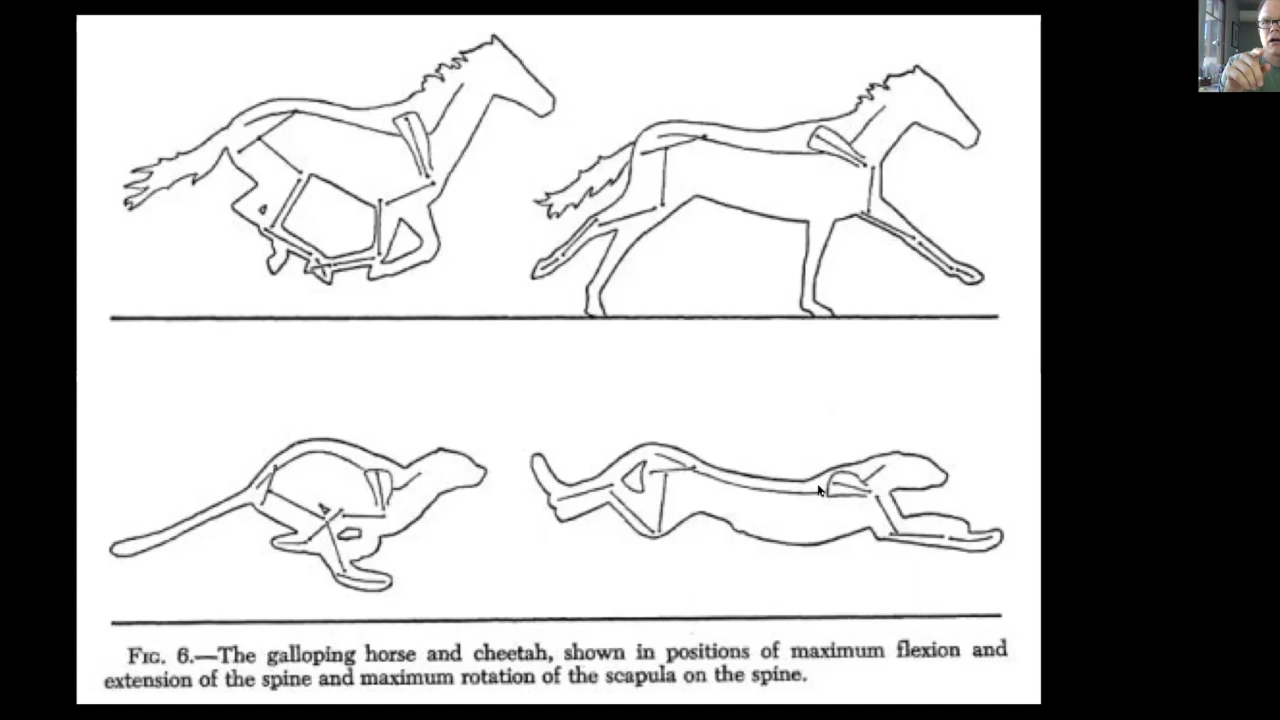 FIG. 6.—The galloping horse and cheetah, shown in positions of maximum flexion and
extension of the spine and maximum rotation of the scapula on the spine.